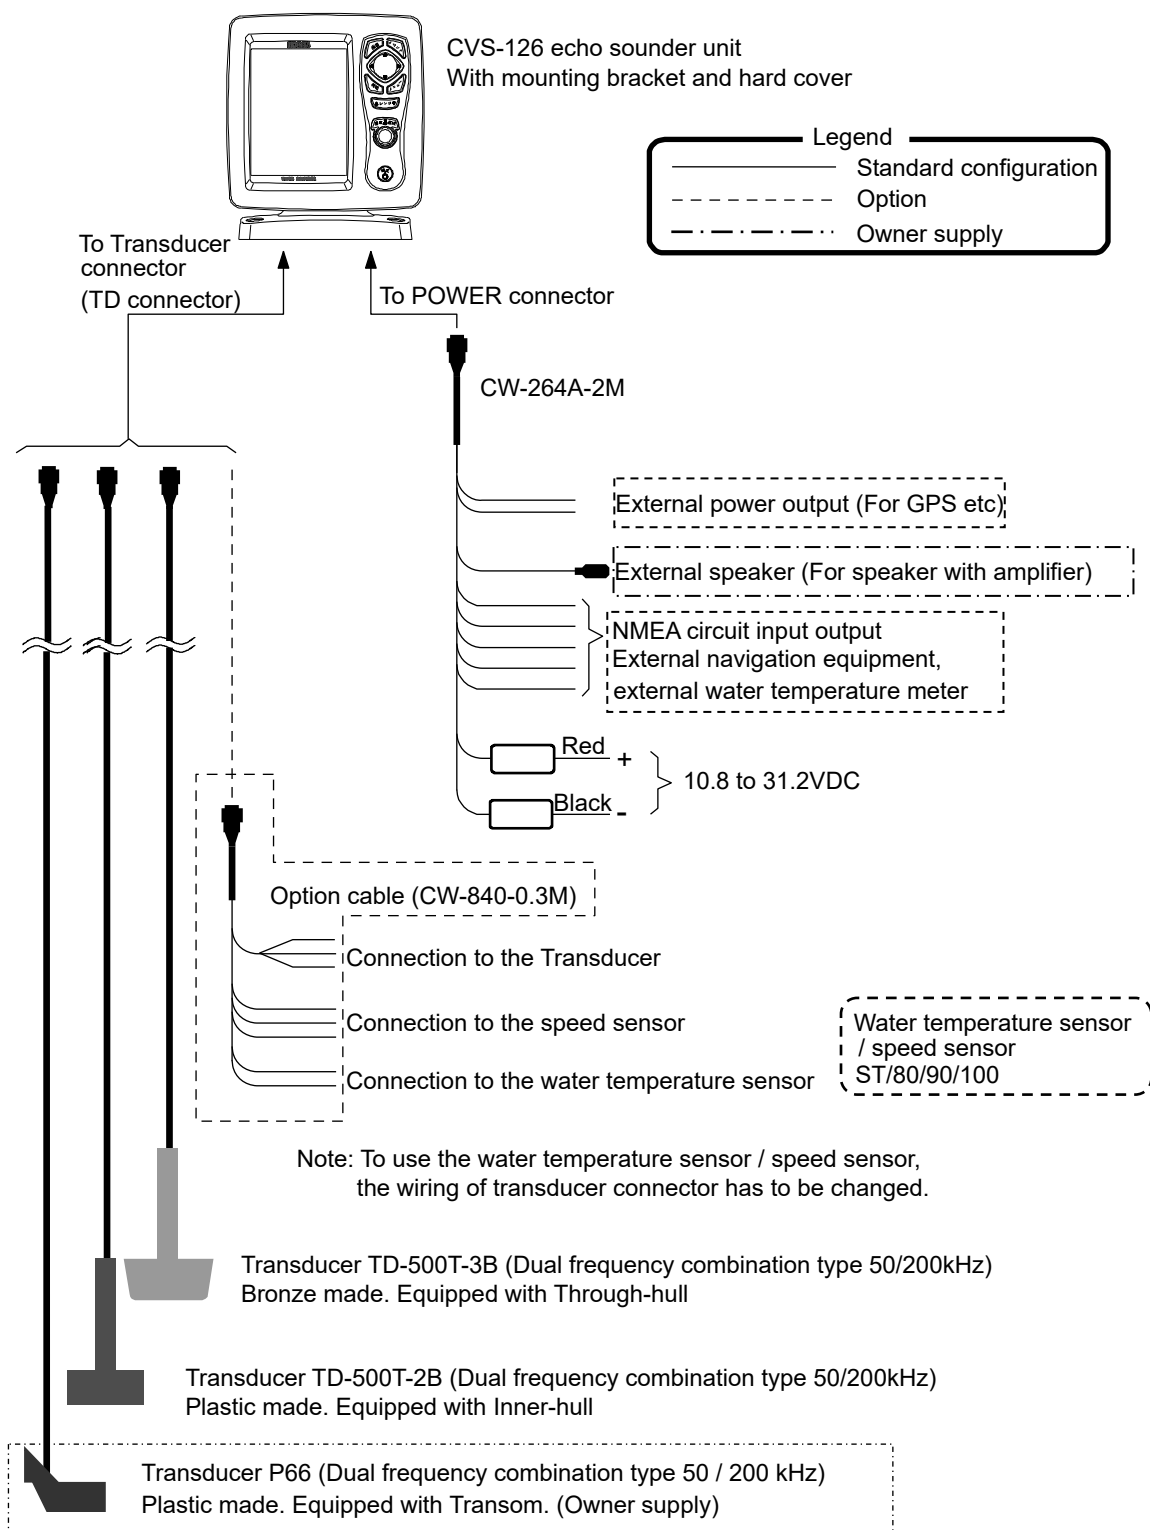 CVS-126 echo sounder unit
With mounting bracket and hard cover
Legend
Standard configuration
Option
Owner supply
To Transducer
connector
(TD connector)
To POWER connector
CW-264A-2M
External power output (For GPS etc)
External speaker (For speaker with amplifier)
NMEA circuit input output
External navigation equipment,
external water temperature meter
Red
+
10.8 to 31.2VDC
Black
-
Option cable (CW-840-0.3M)
Connection to the Transducer
Connection to the speed sensor
Connection to the water temperature sensor
Water temperature sensor
/ speed sensor
ST/80/90/100
Note: To use the water temperature sensor / speed sensor,
the wiring of transducer connector has to be changed.
Transducer TD-500T-3B (Dual frequency combination type 50/200kHz)
Bronze made. Equipped with Through-hull
Transducer TD-500T-2B (Dual frequency combination type 50/200kHz)
Plastic made. Equipped with Inner-hull
Transducer P66 (Dual frequency combination type 50 / 200 kHz)
Plastic made. Equipped with Transom. (Owner supply)